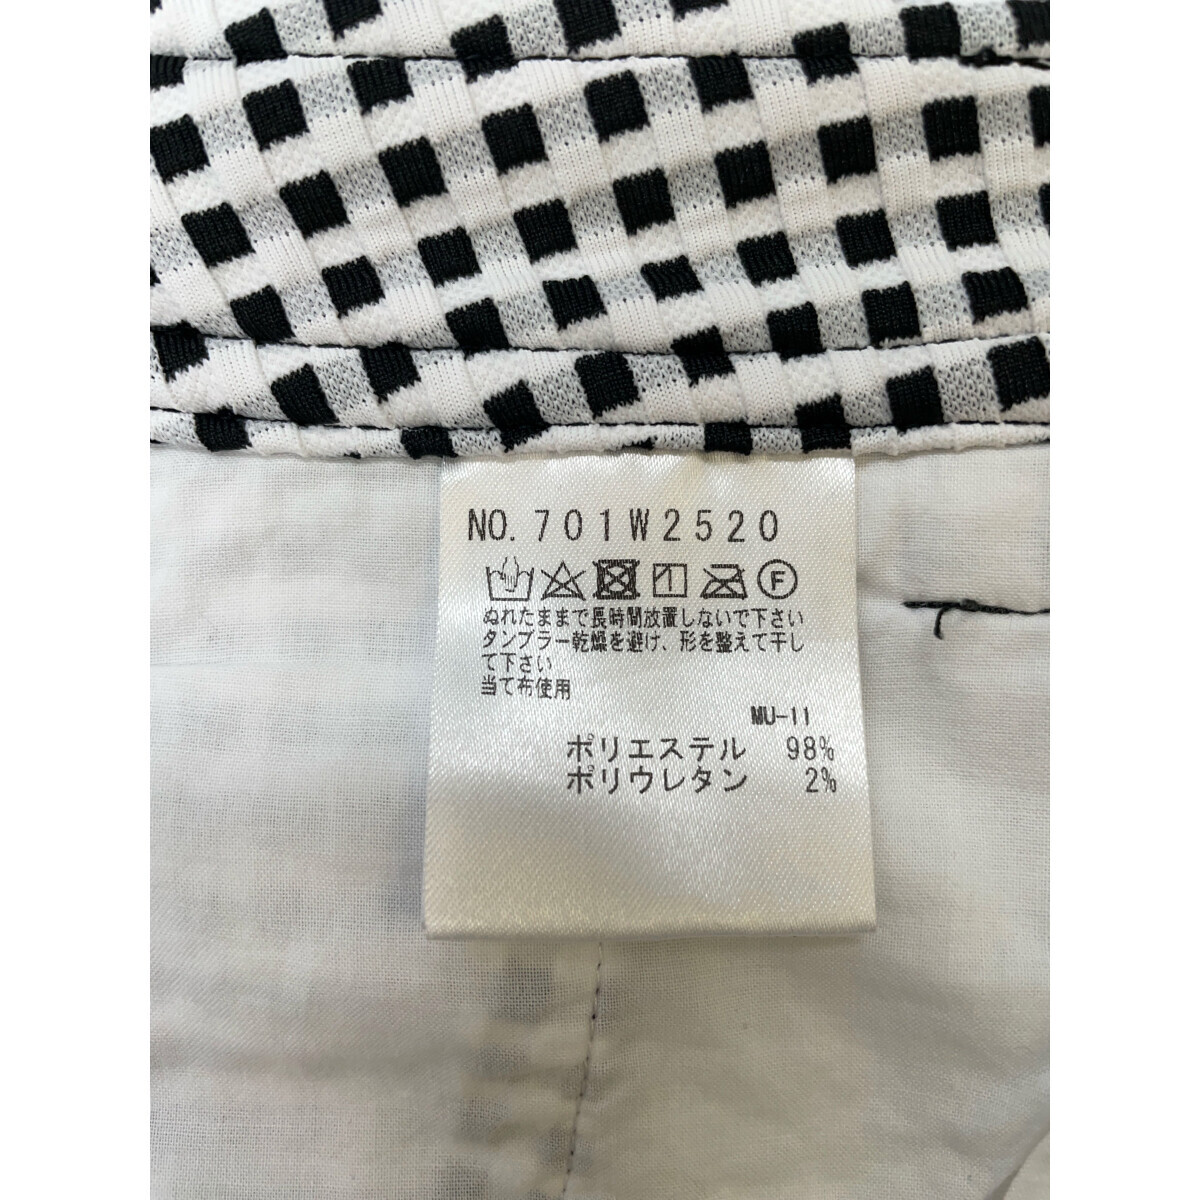 NO. 701W2520
F
ぬれたままで長時間放置しないで下さい
タンブラー乾燥を避け、形を整えて干し
て下さい
当て布使用
MU-11
ポリエステル 98%
ポリウレタン 2%